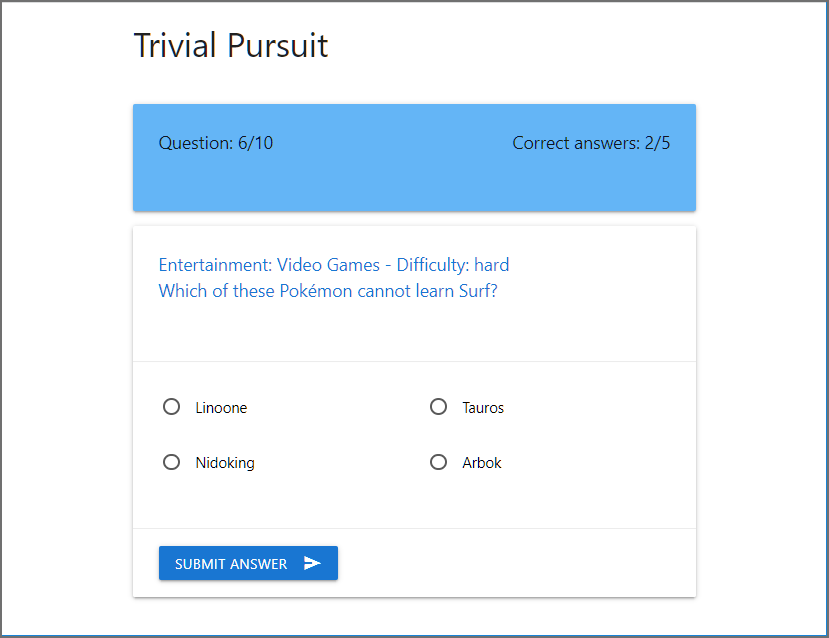 Trivial Pursuit
Question: 6/10
Correct answers: 2/5
Entertainment: Video Games - Difficulty: hard
Which of these Pokémon cannot learn Surf?
Linoone
Tauros
Nidoking
Arbok
SUBMIT ANSWER